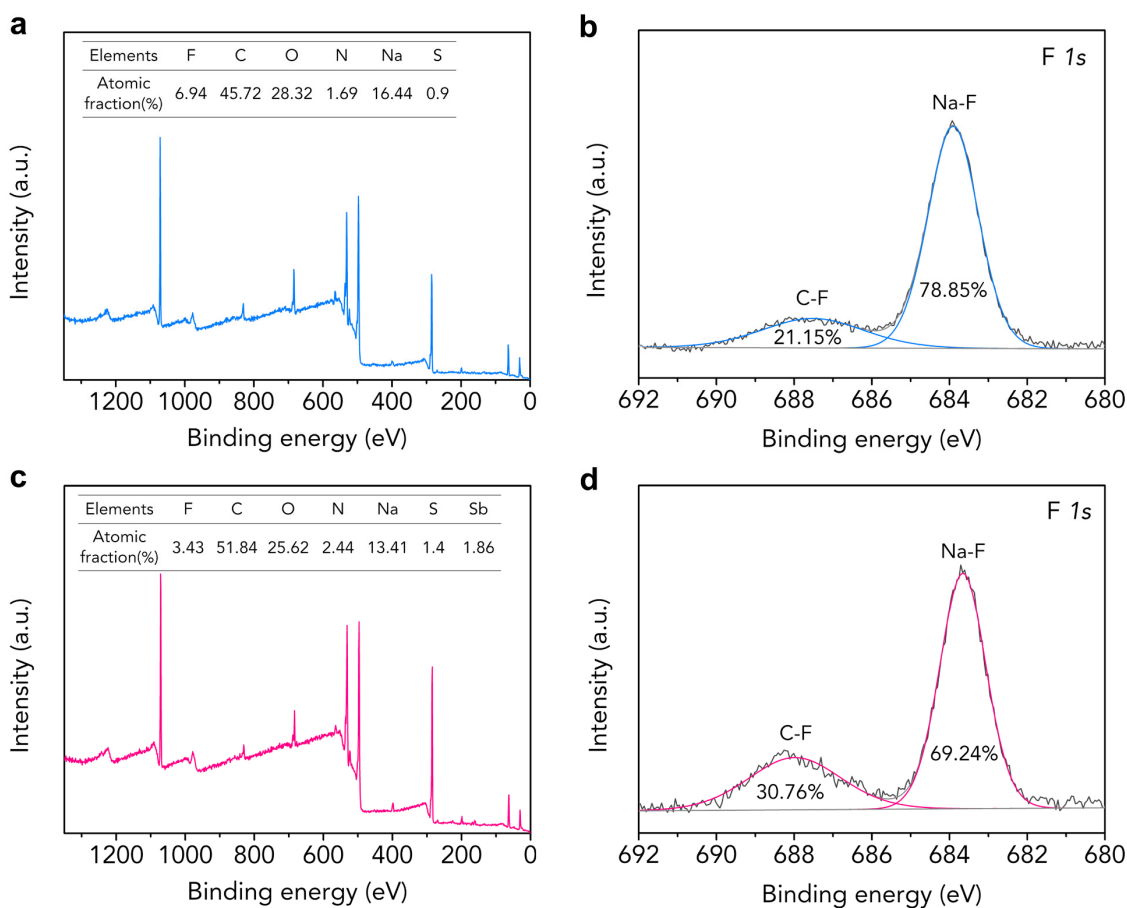 a
Elements F C O N Na S
Atomic
fraction(%) 6.94 45.72 28.32 1.69 16.44 0.9
Intensity (a.u.)
1200 1000 800 600 400 200 0
Binding energy (eV)
b
F 1s
Na-F
C-F
78.85%
21.15%
Intensity (a.u.)
692 690 688 686 684 682 680
Binding energy (eV)
c
Elements F C O N Na S Sb
Atomic
fraction(%) 3.43 51.84 25.62 2.44 13.41 1.4 1.86
Intensity (a.u.)
1200 1000 800 600 400 200 0
Binding energy (eV)
d
F 1s
Na-F
C-F
69.24%
30.76%
Intensity (a.u.)
692 690 688 686 684 682 680
Binding energy (eV)